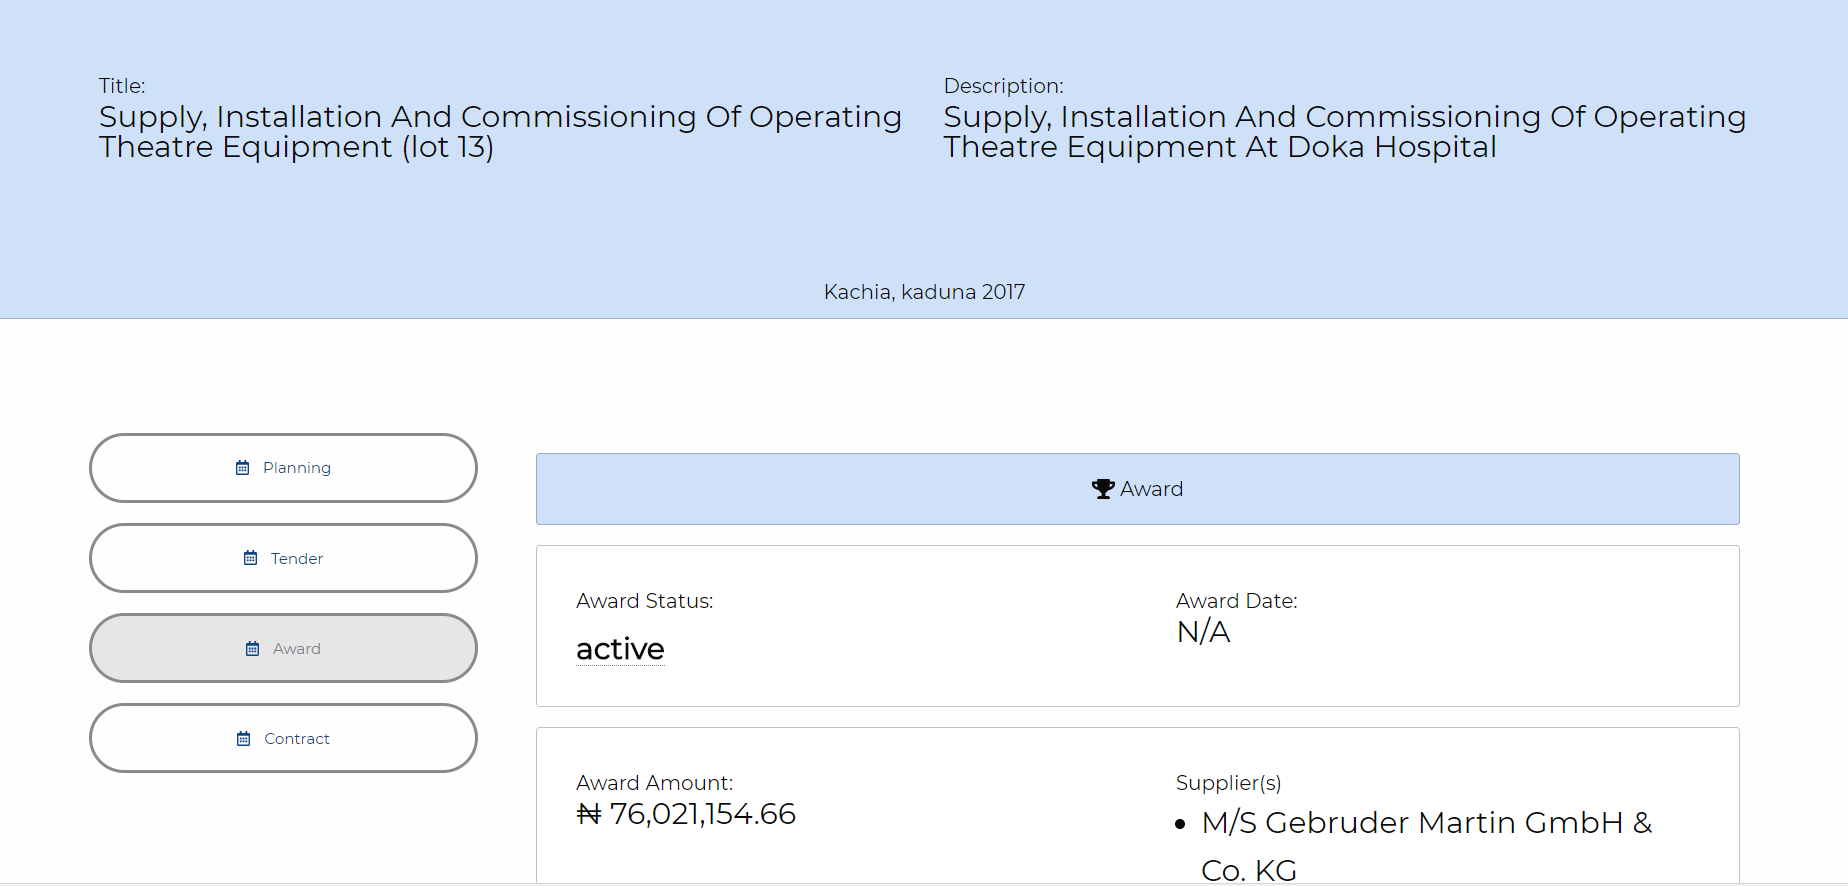 Title:
Supply, Installation And Commissioning Of Operating
Theatre Equipment (lot 13)
Description:
Supply, Installation And Commissioning Of Operating
Theatre Equipment At Doka Hospital
Kachia, kaduna 2017
Planning
Tender
Award
Contract
Award
Award Status:
active
Award Date:
N/A
Award Amount:
₦ 76,021,154.66
Supplier(s)
• M/S Gebruder Martin GmbH &
Co. KG